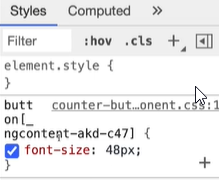 Styles Computed »
Filter :hov .cls +
element.style {
}
butt counter-but…onent.css:1
on[_
ngcontent-akd-c47] {
font-size: 48px;
}
+